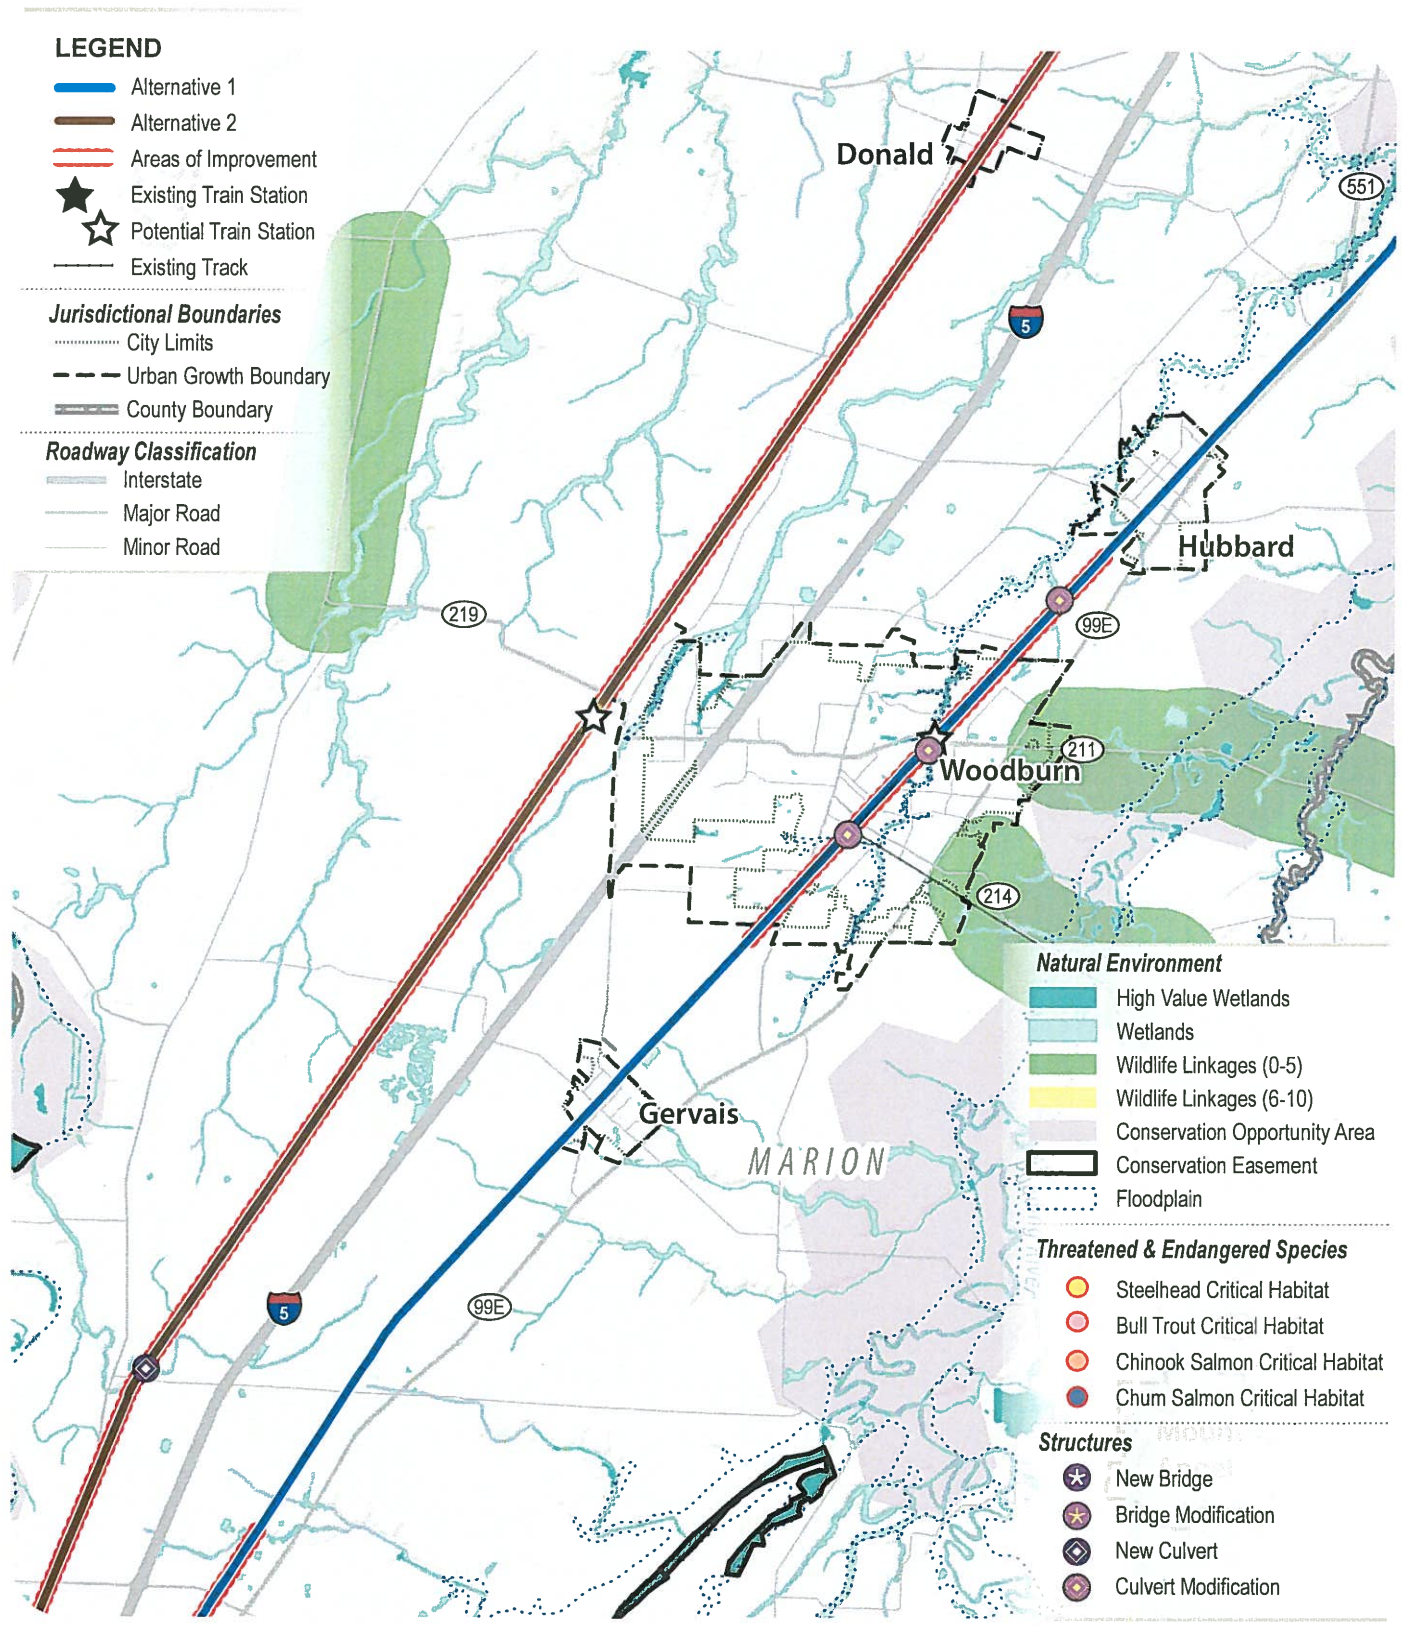 LEGEND
Alternative 1
Alternative 2
Areas of Improvement
Existing Train Station
Potential Train Station
Existing Track
Jurisdictional Boundaries
City Limits
Urban Growth Boundary
County Boundary
Roadway Classification
Interstate
Major Road
Minor Road
Donald
551
5
Hubbard
219
99E
211
Woodburn
214
Gervais
MARION
5
99E
Natural Environment
High Value Wetlands
Wetlands
Wildlife Linkages (0-5)
Wildlife Linkages (6-10)
Conservation Opportunity Area
Conservation Easement
Floodplain
Threatened & Endangered Species
Steelhead Critical Habitat
Bull Trout Critical Habitat
Chinook Salmon Critical Habitat
Chum Salmon Critical Habitat
Structures
New Bridge
Bridge Modification
New Culvert
Culvert Modification